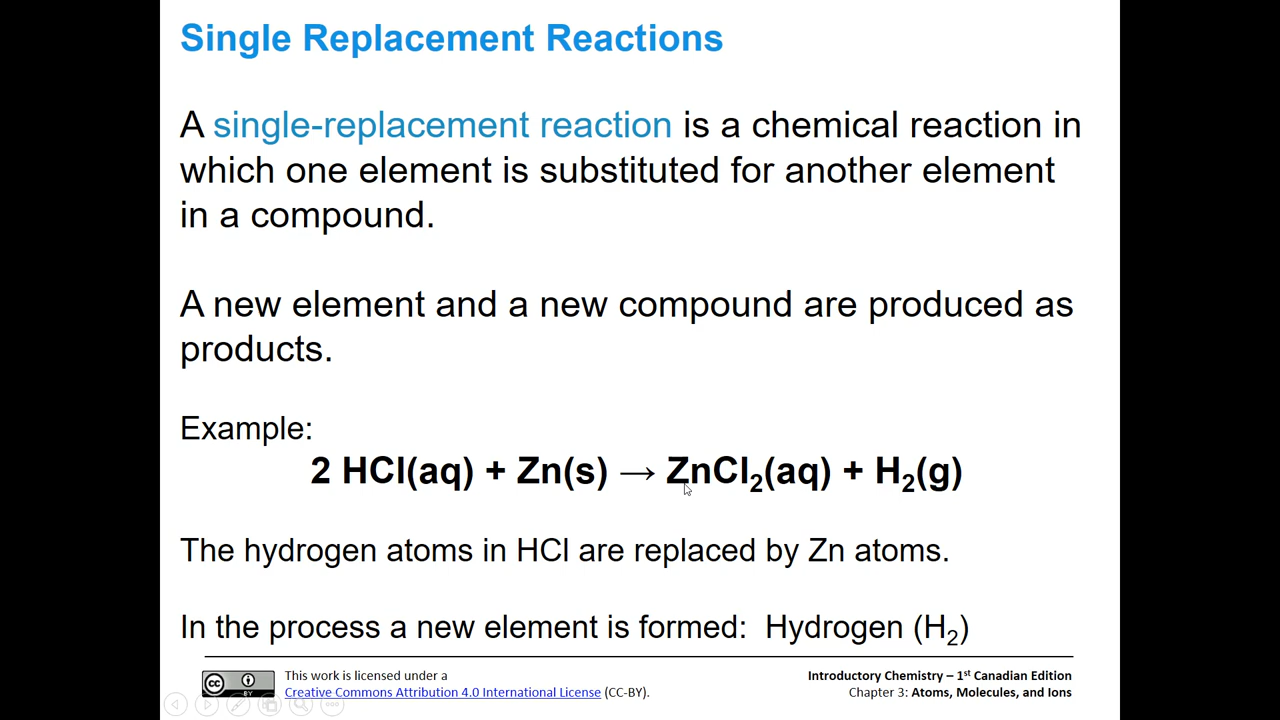 Single Replacement Reactions
A single-replacement reaction is a chemical reaction in
which one element is substituted for another element
in a compound.
A new element and a new compound are produced as
products.
Example:
2 HCl(aq) + Zn(s) → ZnCl₂(aq) + H₂(g)
The hydrogen atoms in HCl are replaced by Zn atoms.
In the process a new element is formed: Hydrogen (H₂)
cc BY
This work is licensed under a
Creative Commons Attribution 4.0 International License (CC-BY).
Introductory Chemistry – 1st Canadian Edition
Chapter 3: Atoms, Molecules, and Ions